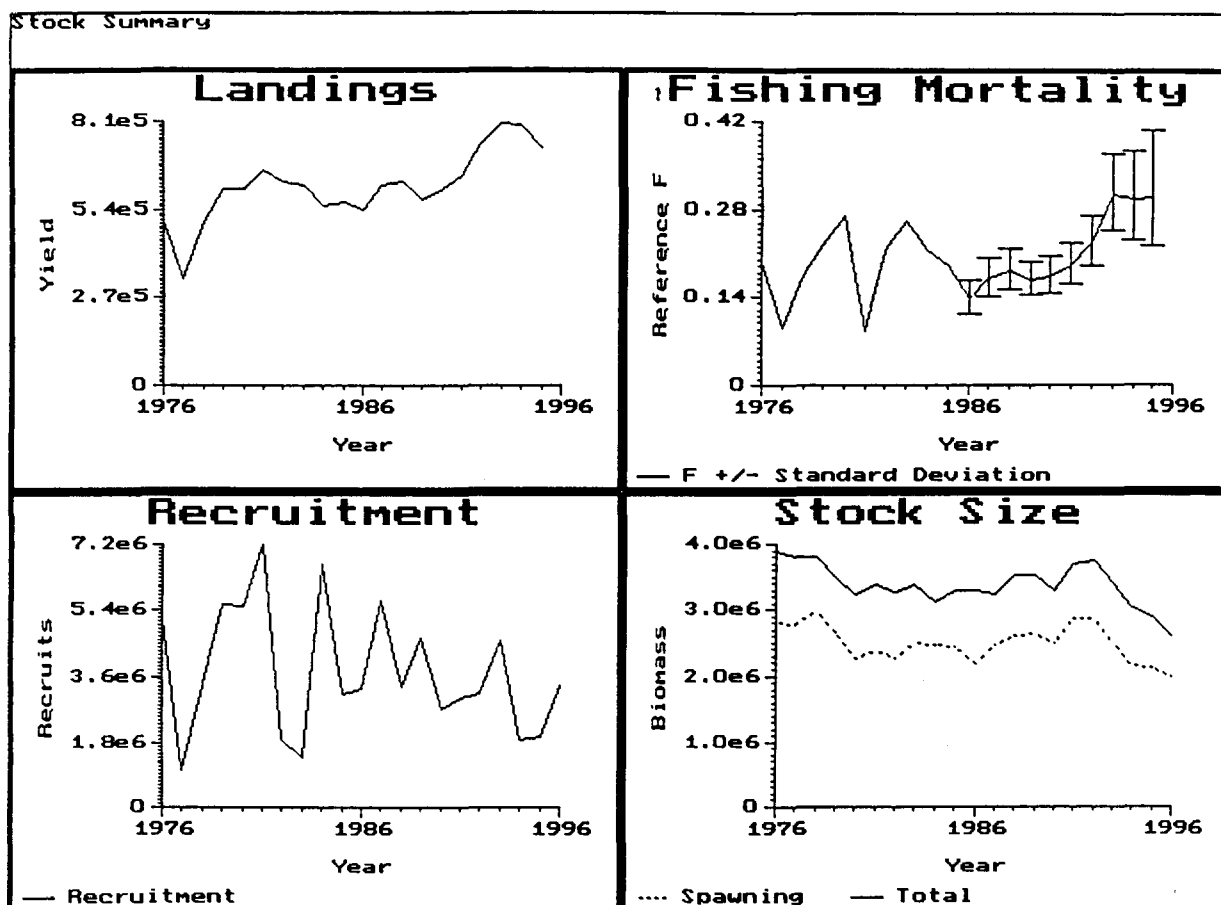 Stock Summary
Landings
8.1e5
5.4e5
2.7e5
0
Yield
1976 1986 1996
Year
↑Fishing Mortality
0.42
0.28
0.14
0
Reference F
1976 1986 1996
Year
— F +/- Standard Deviation
Recruitment
7.2e6
5.4e6
3.6e6
1.8e6
0
Recruits
1976 1986 1996
Year
— Recruitment
Stock Size
4.0e6
3.0e6
2.0e6
1.0e6
0
Biomass
1976 1986 1996
Year
.... Spawning — Total